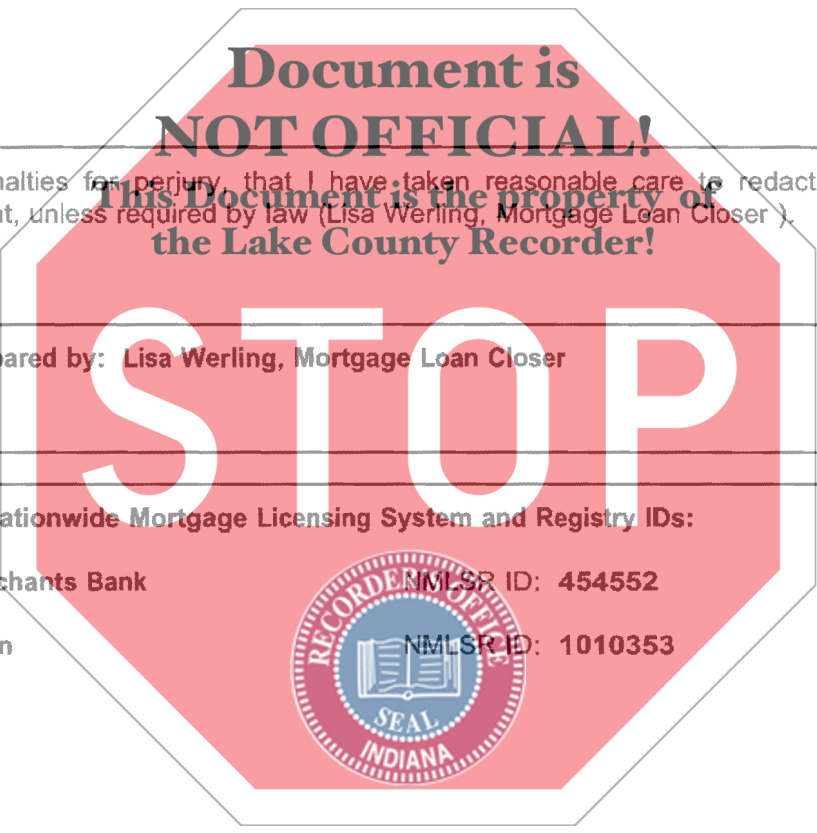 Document is
NOT OFFICIAL!
nalties for perjury, that I have taken reasonable care to redact
This Document is the property of
nt, unless required by law (Lisa Werling, Mortgage Loan Closer ).
the Lake County Recorder!
STOP
pared by: Lisa Werling, Mortgage Loan Closer
ationwide Mortgage Licensing System and Registry IDs:
chants Bank NMLSR ID: 454552
n NMLSR ID: 1010353
RECORDER'S OFFICE
SEAL
INDIANA